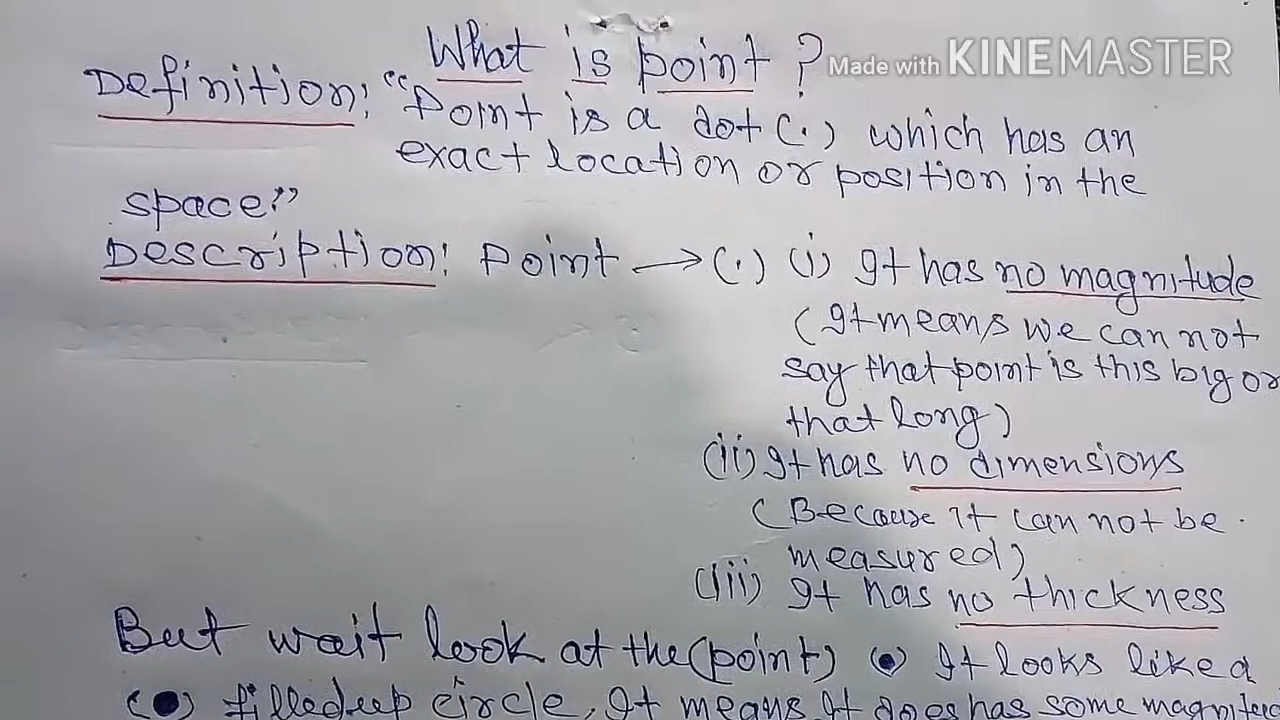 What is point ?
Made with KINEMASTER
Definition: "Point is a dot (.) which has an
exact location or position in the
space."
Description: Point → (.) (i) It has no magnitude
(It means we can not
say that point is this big or
that long)
(ii) It has no dimensions
(Because it can not be
measured)
(iii) It has no thickness
But wait look at the (point) (•) It looks like a
(●) filledup circle, It means It does has some